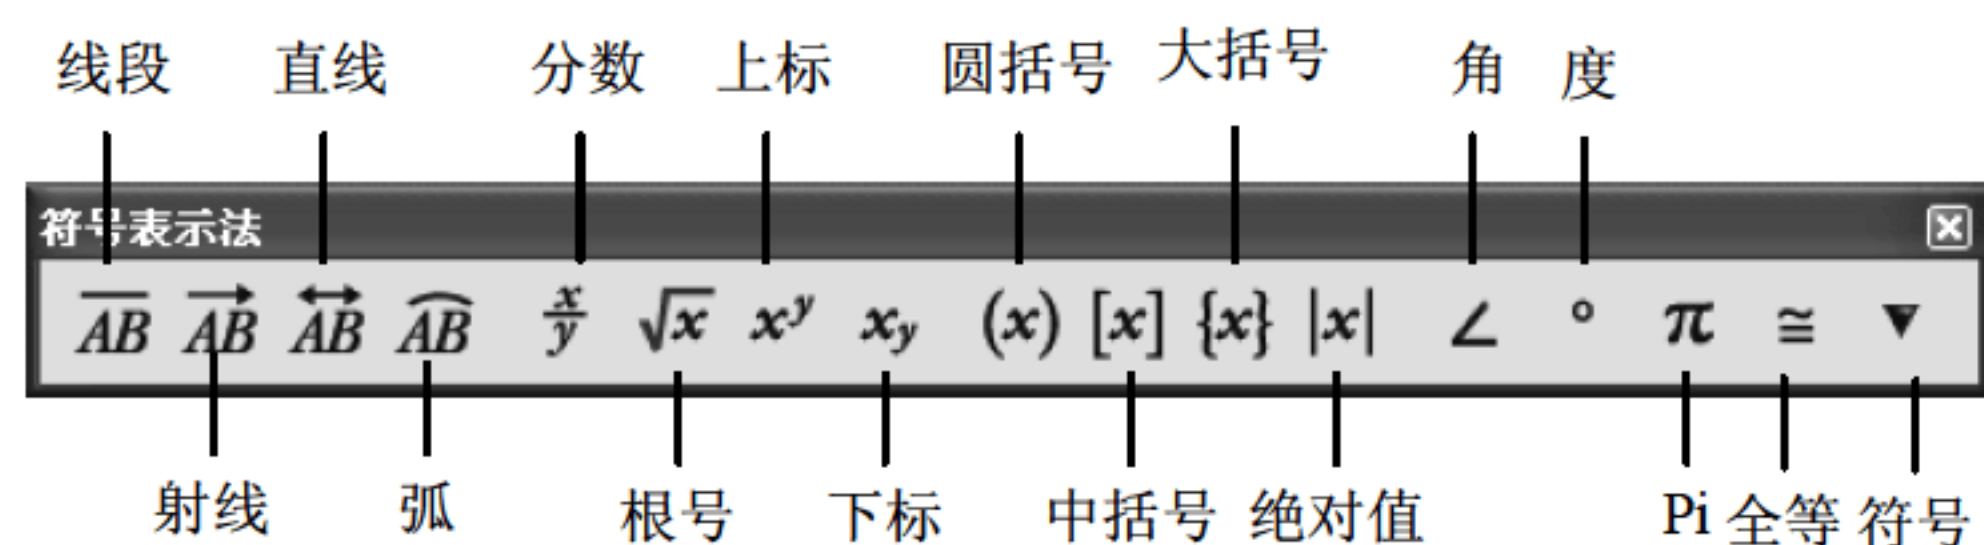 线段 直线 分数 上标 圆括号 大括号 角 度
符号表示法
AB AB AB AB x/y √x xʸ xᵧ (x) [x] {x} |x| ∠ ° π ≅ ▼
射线 弧 根号 下标 中括号 绝对值 Pi 全等 符号